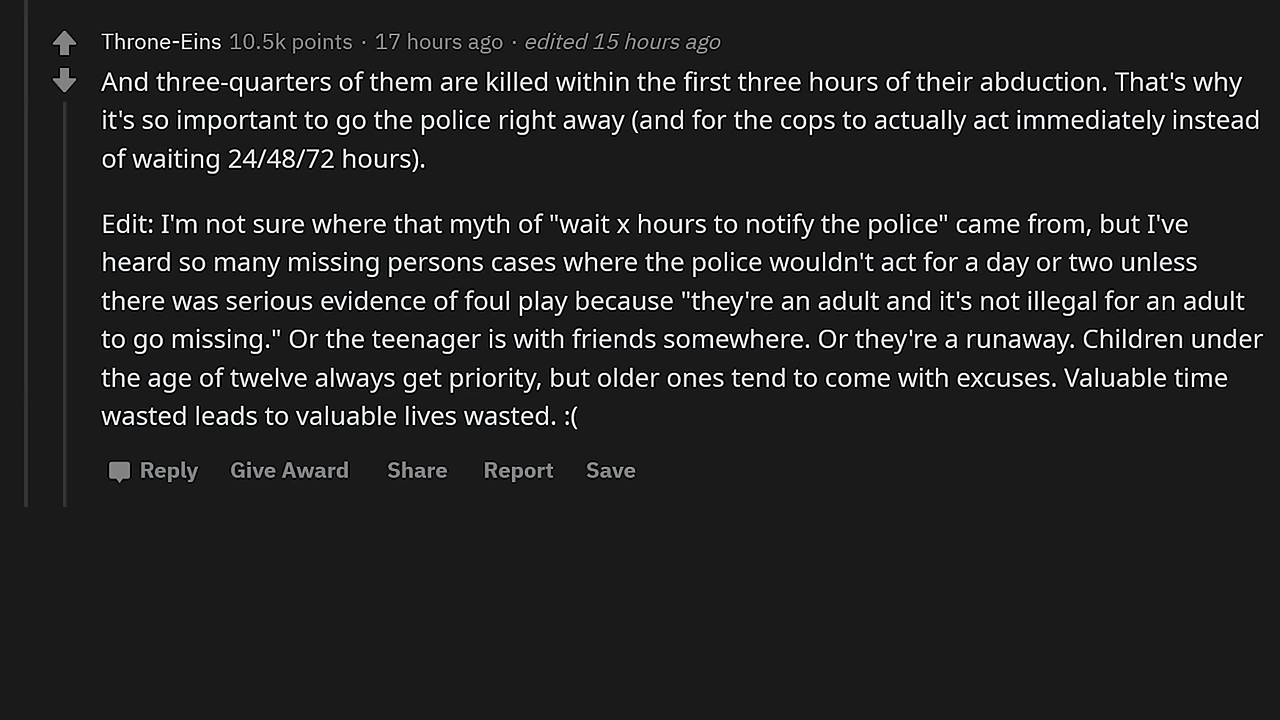 Throne-Eins 10.5k points · 17 hours ago · edited 15 hours ago
And three-quarters of them are killed within the first three hours of their abduction. That's why
it's so important to go the police right away (and for the cops to actually act immediately instead
of waiting 24/48/72 hours).
Edit: I'm not sure where that myth of "wait x hours to notify the police" came from, but I've
heard so many missing persons cases where the police wouldn't act for a day or two unless
there was serious evidence of foul play because "they're an adult and it's not illegal for an adult
to go missing." Or the teenager is with friends somewhere. Or they're a runaway. Children under
the age of twelve always get priority, but older ones tend to come with excuses. Valuable time
wasted leads to valuable lives wasted. :(
Reply Give Award Share Report Save